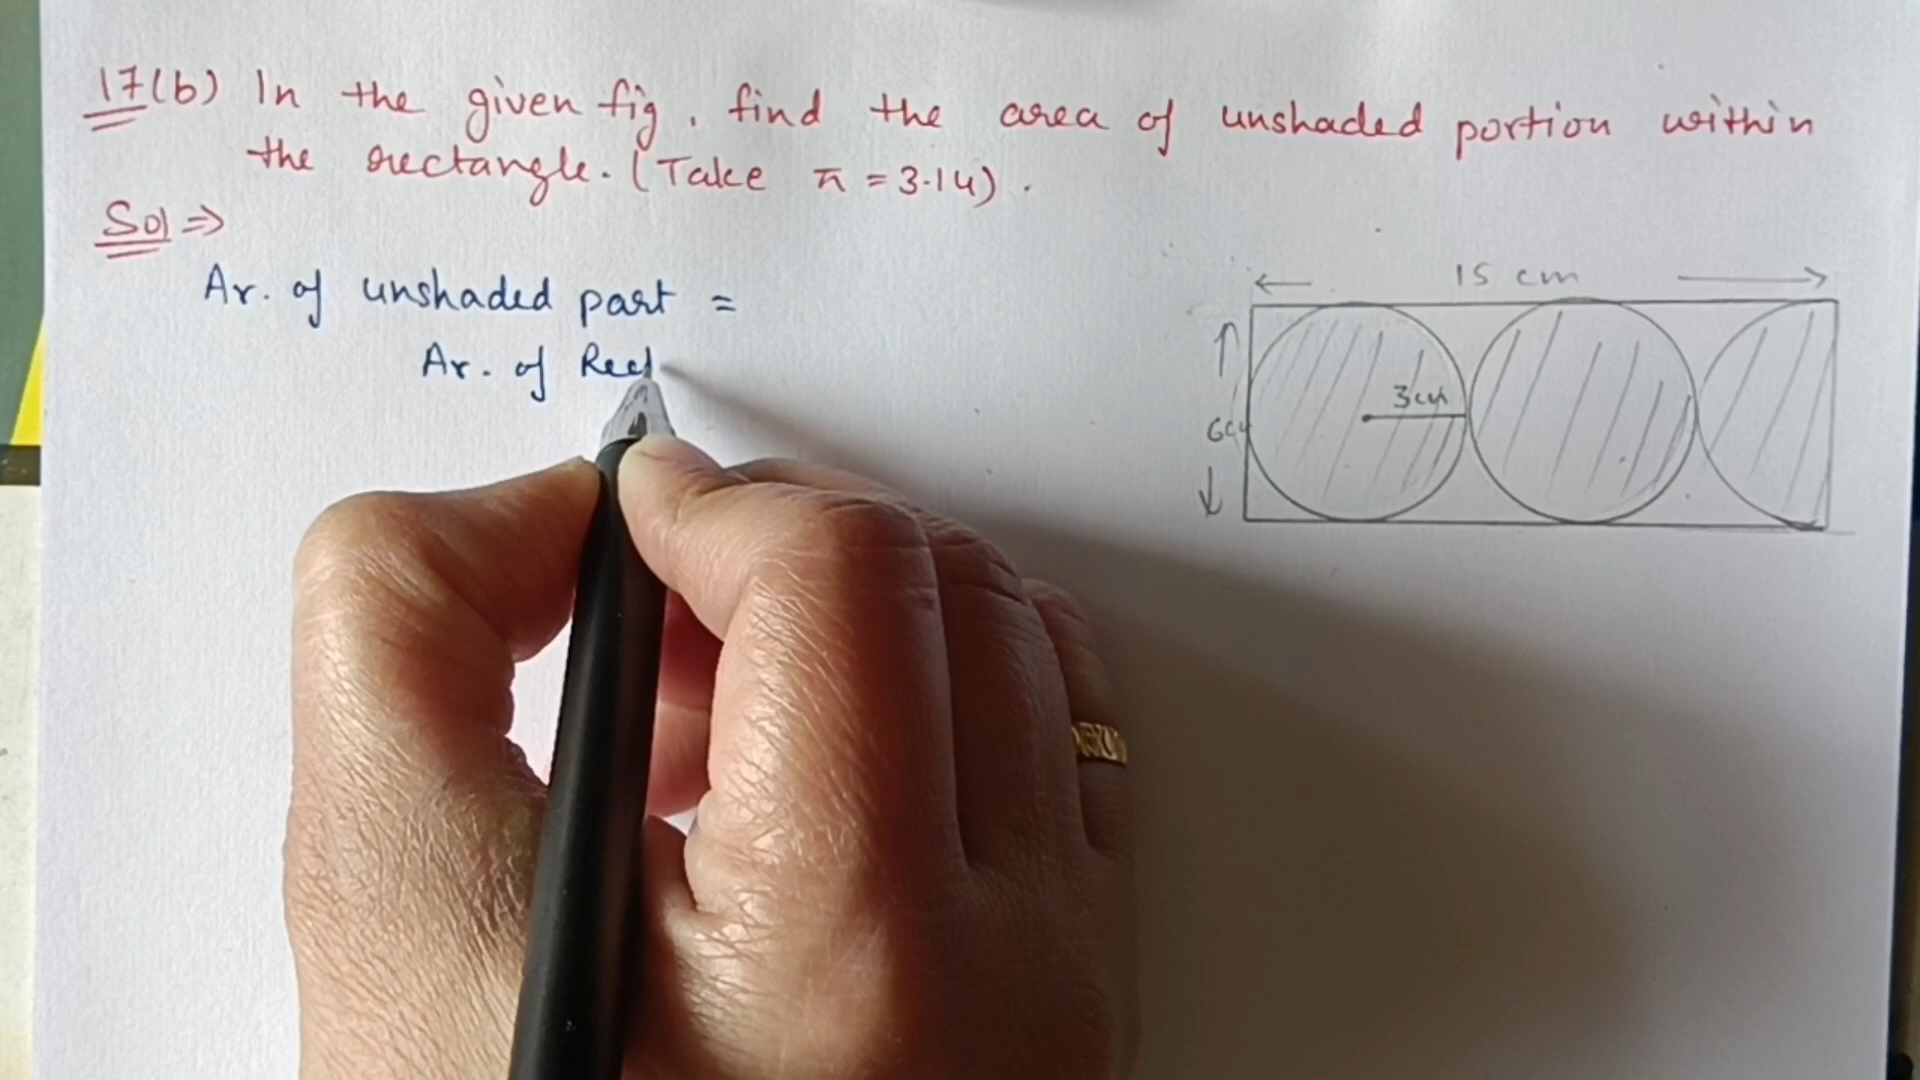 17(b) In the given fig, find the area of unshaded portion within
the rectangle. (Take π = 3.14).
Sol ⇒
Ar. of unshaded part =
Ar. of Rect
15 cm
3cm
6cm